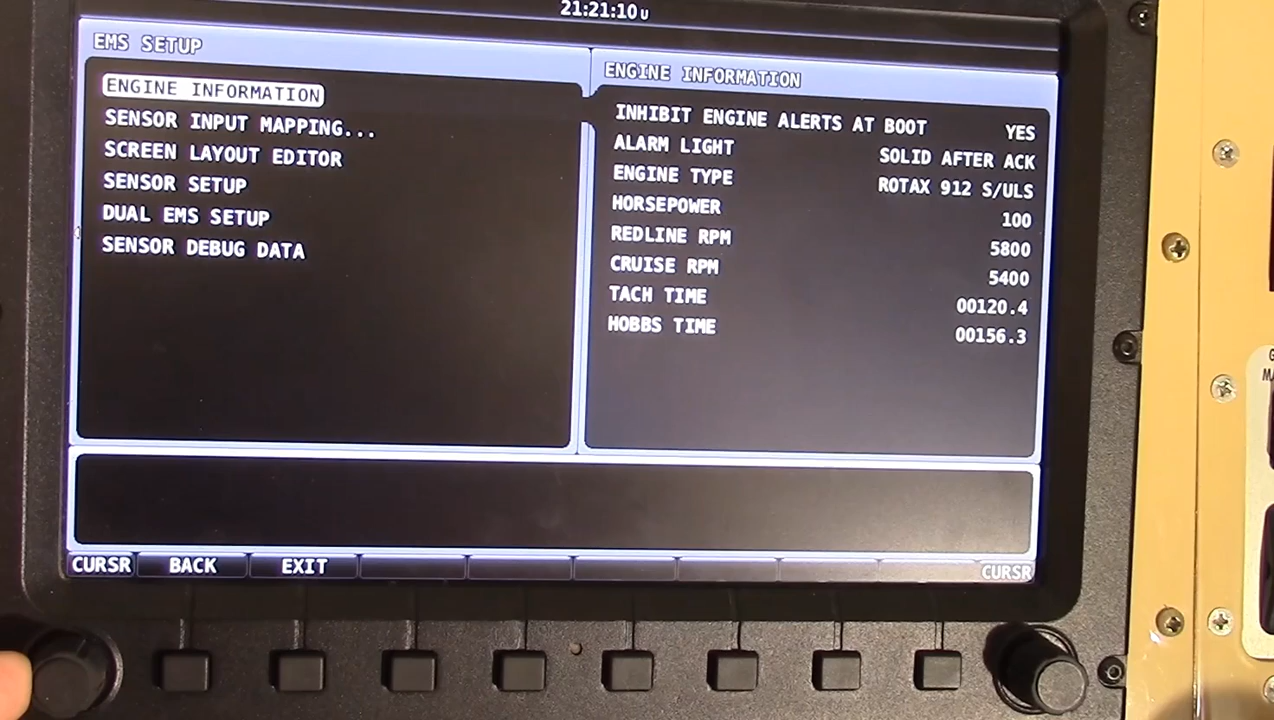 21:21:10U
EMS SETUP
ENGINE INFORMATION
SENSOR INPUT MAPPING...
SCREEN LAYOUT EDITOR
SENSOR SETUP
DUAL EMS SETUP
SENSOR DEBUG DATA
ENGINE INFORMATION
INHIBIT ENGINE ALERTS AT BOOT YES
ALARM LIGHT SOLID AFTER ACK
ENGINE TYPE ROTAX 912 S/ULS
HORSEPOWER 100
REDLINE RPM 5800
CRUISE RPM 5400
TACH TIME 00120.4
HOBBS TIME 00156.3
CURSR BACK EXIT CURSR